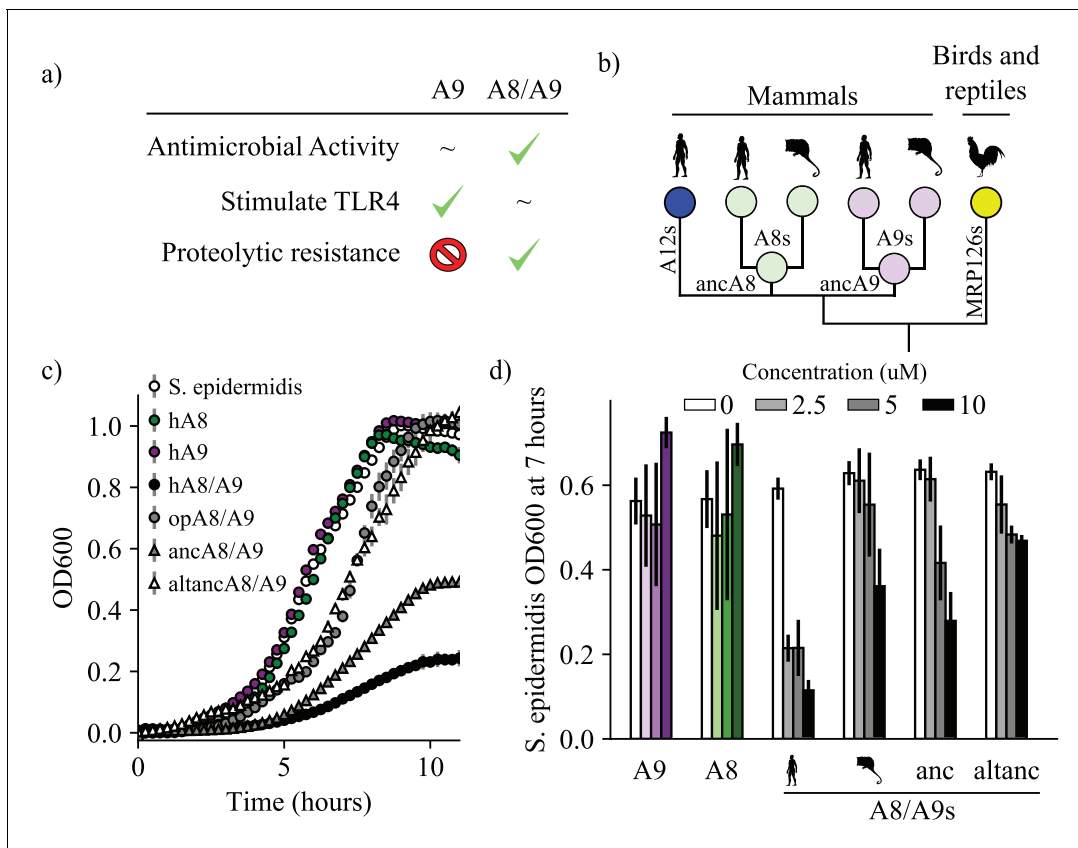 a)
A9 A8/A9
Antimicrobial Activity ~
Stimulate TLR4 ~
Proteolytic resistance
b)
Birds and
reptiles
Mammals
A12s
A8s
A9s
MRP126s
ancA8
ancA9
c)
S. epidermidis
hA8
hA9
hA8/A9
opA8/A9
ancA8/A9
altancA8/A9
OD600
1.0
0.8
0.6
0.4
0.2
0.0
0 5 10
Time (hours)
d)
Concentration (uM)
0 2.5 5 10
S. epidermidis OD600 at 7 hours
0.6
0.4
0.2
0.0
A9 A8 anc altanc
A8/A9s